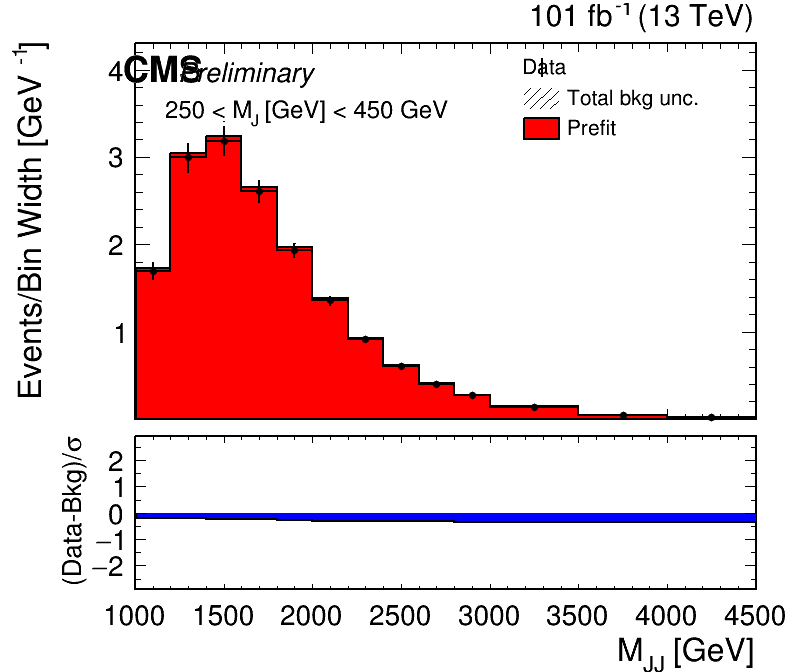 101 fb⁻¹ (13 TeV)
CMS Preliminary
250 < M_J [GeV] < 450 GeV
Data
Total bkg unc.
Prefit
Events/Bin Width [GeV⁻¹]
4
3
2
1
(Data-Bkg)/σ
2
1
0
−1
−2
1000 1500 2000 2500 3000 3500 4000 4500
M_JJ [GeV]